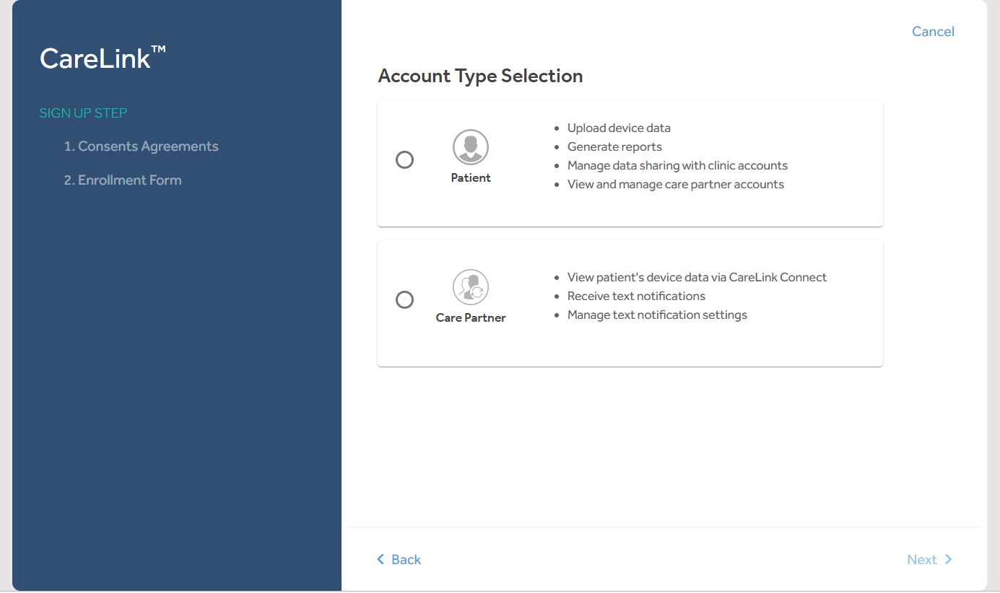 CareLink™
SIGN UP STEP
1. Consents Agreements
2. Enrollment Form
Cancel
Account Type Selection
Patient
• Upload device data
• Generate reports
• Manage data sharing with clinic accounts
• View and manage care partner accounts
Care Partner
• View patient's device data via CareLink Connect
• Receive text notifications
• Manage text notification settings
Back
Next